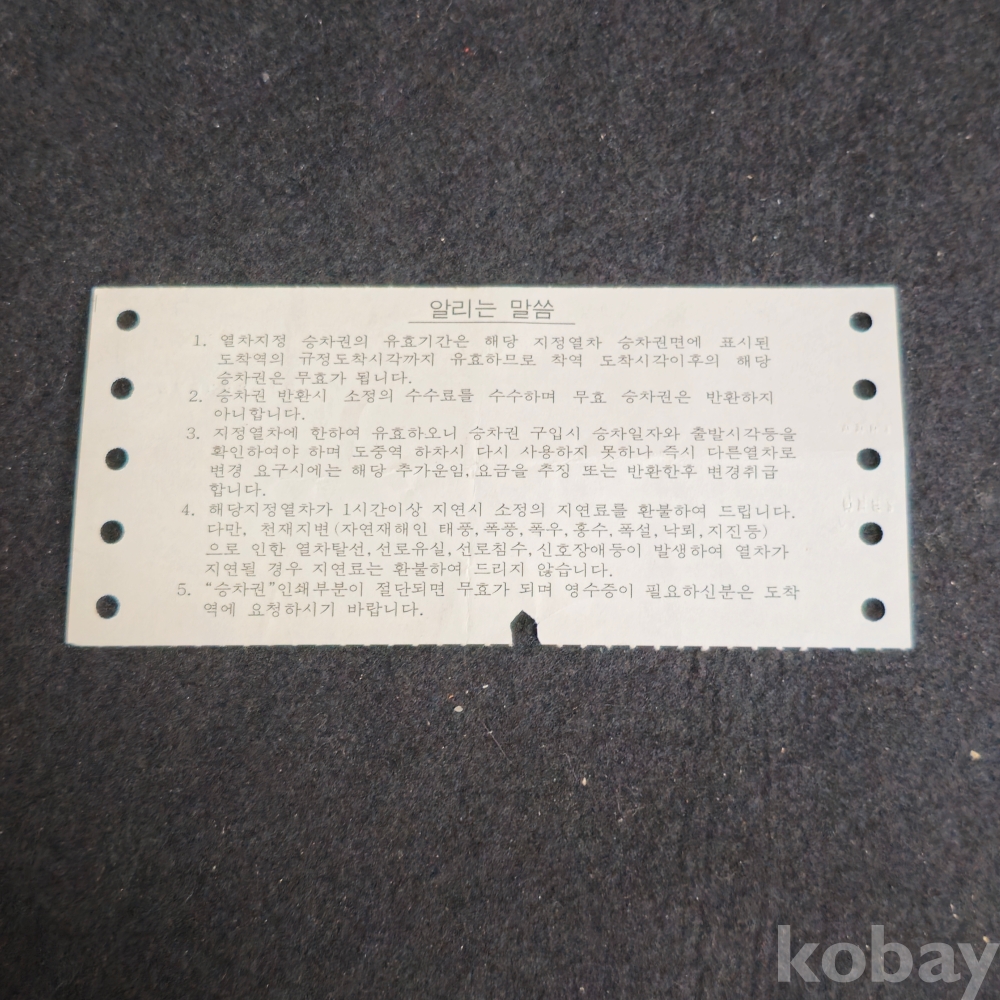 알리는 말씀
1. 열차지정 승차권의 유효기간은 해당 지정열차 승차권면에 표시된
도착역의 규정도착시각까지 유효하므로 착역 도착시각이후의 해당
승차권은 무효가 됩니다.
2. 승차권 반환시 소정의 수수료를 수수하며 무효 승차권은 반환하지
아니합니다.
3. 지정열차에 한하여 유효하오니 승차권 구입시 승차일자와 출발시각등을
확인하여야 하며 도중역 하차시 다시 사용하지 못하나 즉시 다른열차로
변경 요구시에는 해당 추가운임,요금을 추징 또는 반환한후 변경취급
합니다.
4. 해당지정열차가 1시간이상 지연시 소정의 지연료를 환불하여 드립니다.
다만, 천재지변(자연재해인 태풍,폭풍,폭우,홍수,폭설,낙뢰,지진등)
으로 인한 열차탈선,선로유실,선로침수,신호장애등이 발생하여 열차가
지연될 경우 지연료는 환불하여 드리지 않습니다.
5. “승차권”인쇄부분이 절단되면 무효가 되며 영수증이 필요하신분은 도착
역에 요청하시기 바랍니다.
kobay